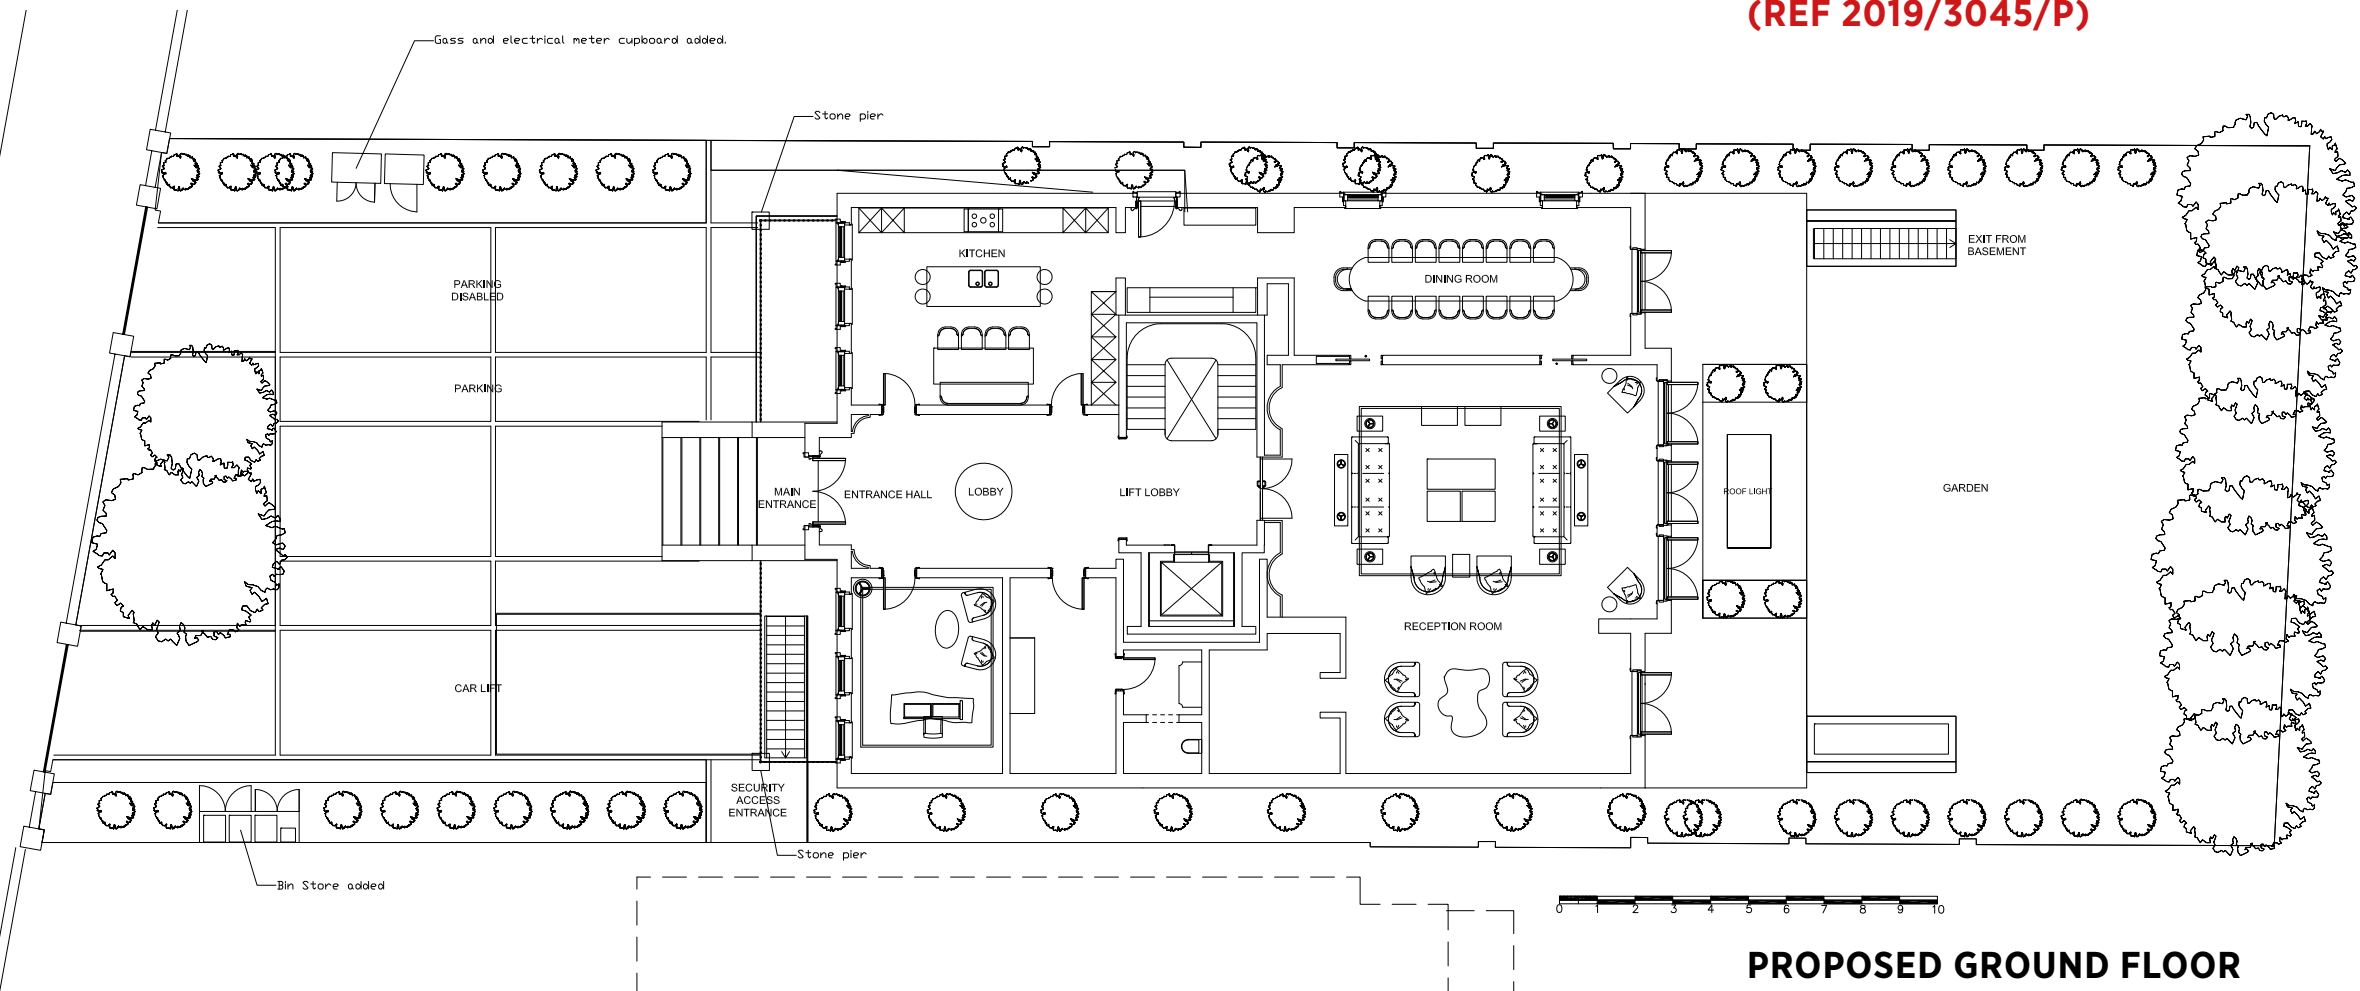 (REF 2019/3045/P)
Gass and electrical meter cupboard added.
Stone pier
KITCHEN
EXIT FROM
BASEMENT
DINING ROOM
PARKING
DISABLED
PARKING
MAIN
ENTRANCE
ENTRANCE HALL
LOBBY
LIFT LOBBY
ROOF LIGHT
GARDEN
RECEPTION ROOM
CAR LIFT
SECURITY
ACCESS
ENTRANCE
Stone pier
Bin Store added
0 1 2 3 4 5 6 7 8 9 10
PROPOSED GROUND FLOOR